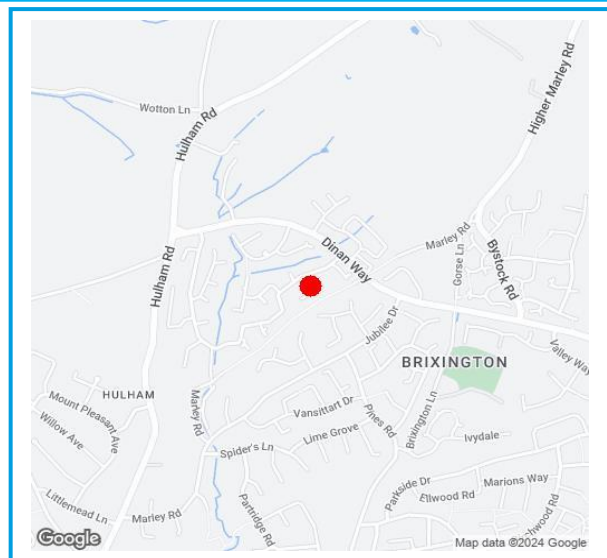 Wotton Ln
Hulham Rd
Higher Marley Rd
Dinan Way
Marley Rd
Gorse Ln
Bystock Rd
Hulham Rd
Jubilee Dr
BRIXINGTON
Valley Way
HULHAM
Mount Pleasant Ave
Willow Ave
Marley Rd
Vansittart Dr
Pines Rd
Brixington Ln
Lime Grove
Ivydale
Spider's Ln
Parkside Dr
Marions Way
Ellwood Rd
Littlemead Ln
Marley Rd
Partridge Rd
chwood Rd
Google
Map data ©2024 Google